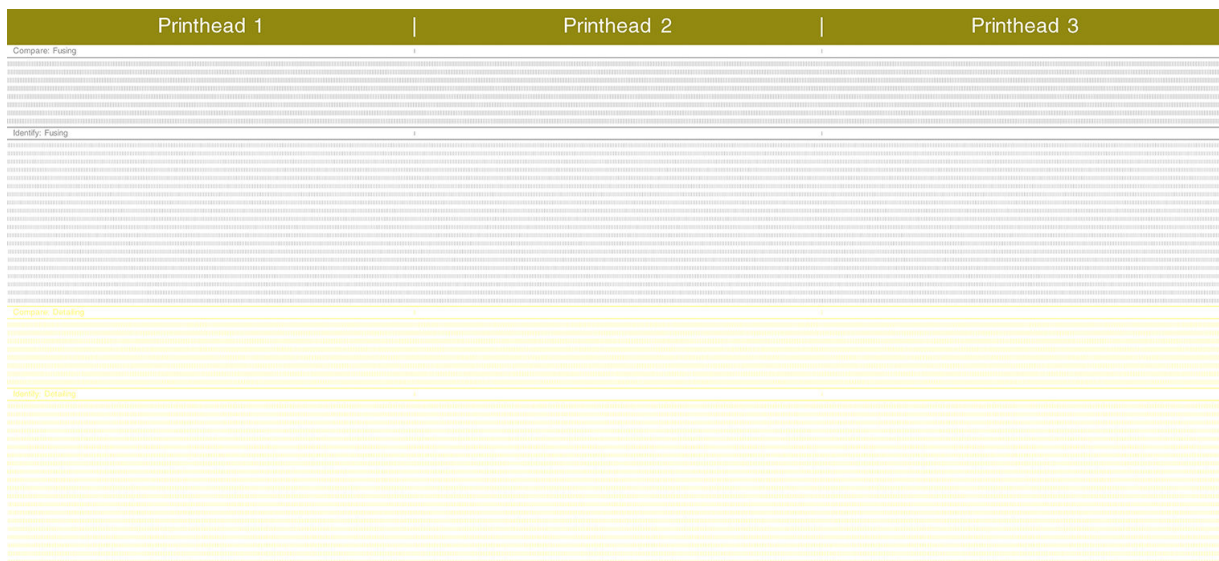 Printhead 1 | Printhead 2 | Printhead 3
Compare: Fusing
Identify: Fusing
Compare: Detailing
Identify: Detailing